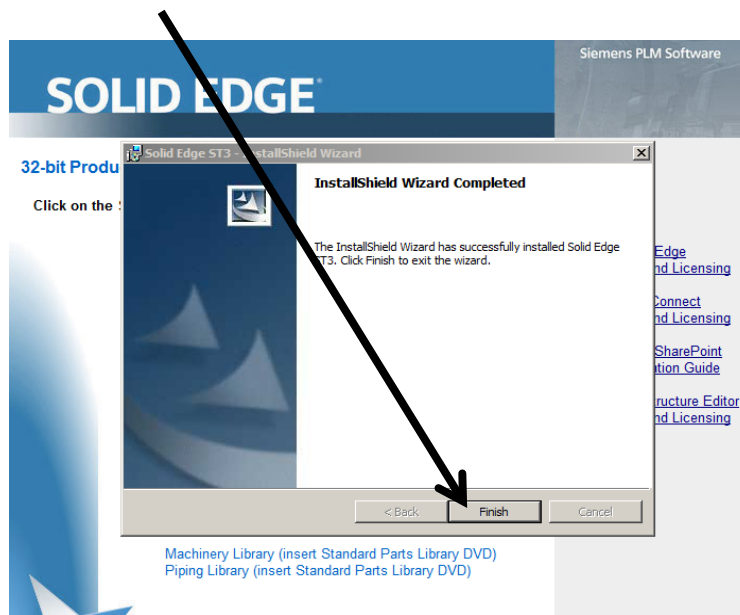 Siemens PLM Software
SOLID EDGE
Solid Edge ST3 - InstallShield Wizard
32-bit Produ
Click on the
InstallShield Wizard Completed
The InstallShield Wizard has successfully installed Solid Edge
ST3. Click Finish to exit the wizard.
Edge
nd Licensing
Connect
nd Licensing
SharePoint
ation Guide
ructure Editor
nd Licensing
< Back
Finish
Cancel
Machinery Library (insert Standard Parts Library DVD)
Piping Library (insert Standard Parts Library DVD)